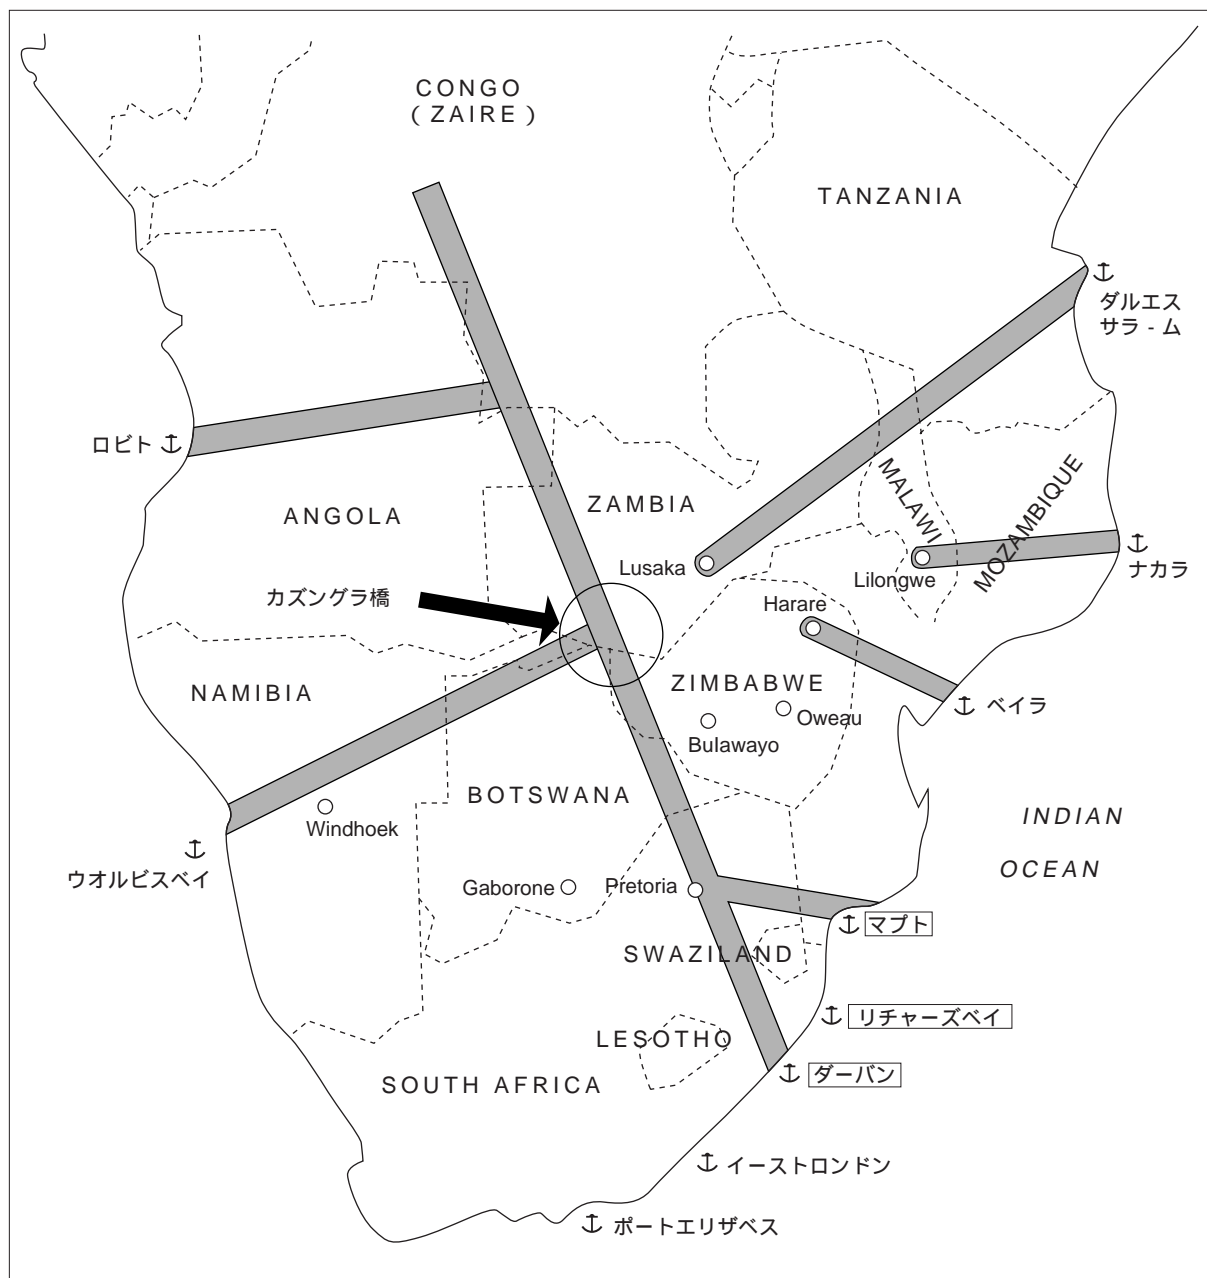 CONGO
( ZAIRE )
TANZANIA
ダルエス
サラ - ム
ロビト
ANGOLA
ZAMBIA
MALAWI
MOZAMBIQUE
Lusaka
Lilongwe
ナカラ
カズングラ橋
Harare
NAMIBIA
ZIMBABWE
Oweau
ベイラ
Bulawayo
BOTSWANA
Windhoek
INDIAN
OCEAN
ウオルビスベイ
Gaborone
Pretoria
マプト
SWAZILAND
リチャーズベイ
LESOTHO
ダーバン
SOUTH AFRICA
イーストロンドン
ポートエリザベス